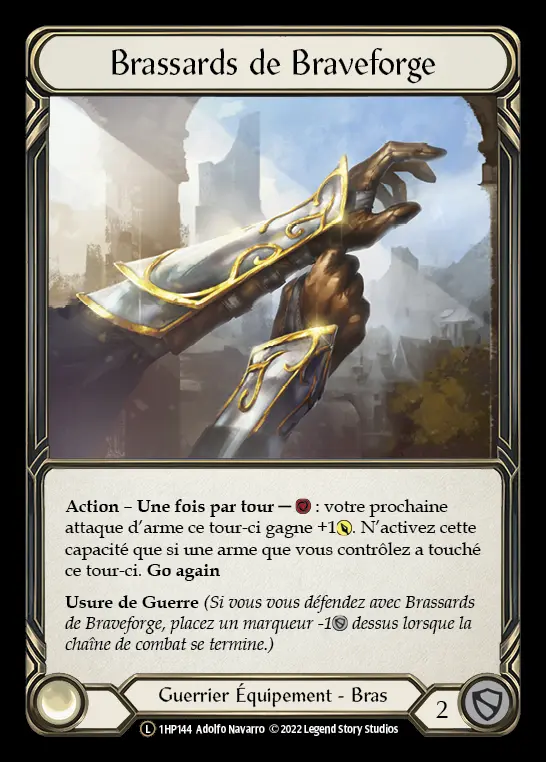 Brassards de Braveforge
Action – Une fois par tour — : votre prochaine
attaque d'arme ce tour-ci gagne +1. N'activez cette
capacité que si une arme que vous contrôlez a touché
ce tour-ci. Go again
Usure de Guerre (Si vous vous défendez avec Brassards
de Braveforge, placez un marqueur -1 dessus lorsque la
chaîne de combat se termine.)
Guerrier Équipement - Bras
2
L 1HP144 Adolfo Navarro © 2022 Legend Story Studios